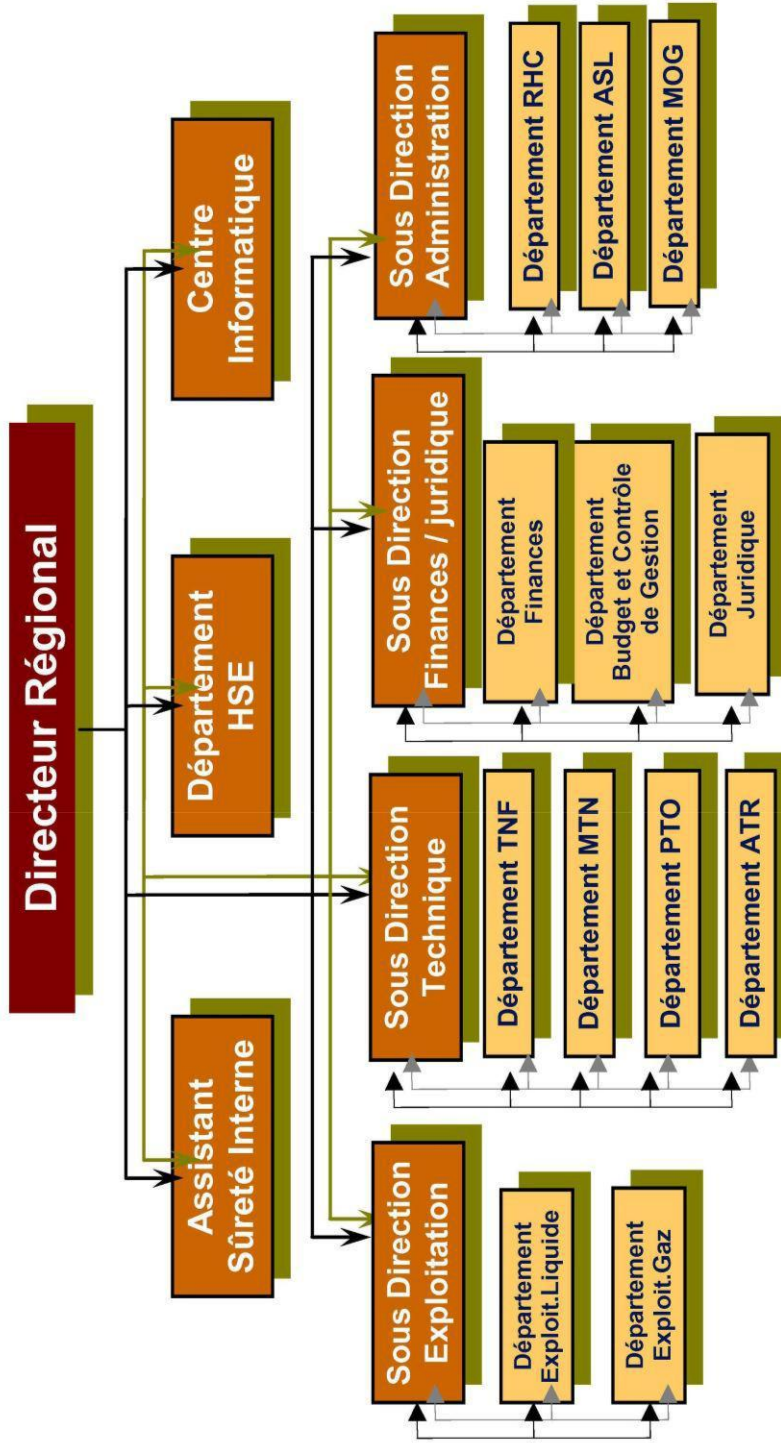 Directeur Régional
Assistant
Sûreté Interne
Département
HSE
Centre
Informatique
Sous Direction
Exploitation
Département
Exploit.Liquide
Département
Exploit.Gaz
Sous Direction
Technique
Département TNF
Département MTN
Département PTO
Département ATR
Sous Direction
Finances / juridique
Département
Finances
Département
Budget et Contrôle
de Gestion
Département
Juridique
Sous Direction
Administration
Département RHC
Département ASL
Département MOG